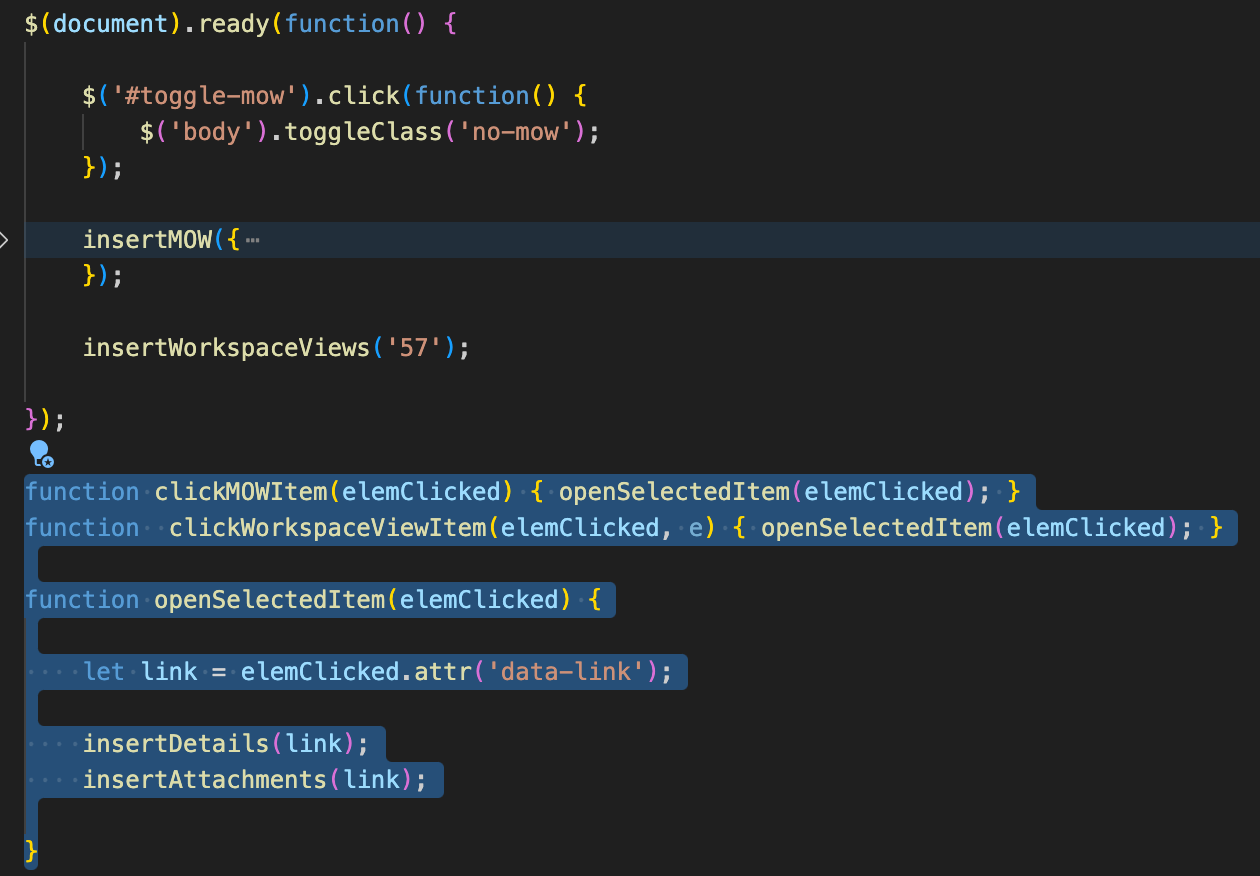 $(document).ready(function() {
    $('#toggle-mow').click(function() {
        $('body').toggleClass('no-mow');
    });
    insertMOW({ ⋯
    });
    insertWorkspaceViews('57');
});
function clickMOWItem(elemClicked) { openSelectedItem(elemClicked); }
function  clickWorkspaceViewItem(elemClicked, e) { openSelectedItem(elemClicked); }
function openSelectedItem(elemClicked) {
    let link = elemClicked.attr('data-link');
    insertDetails(link);
    insertAttachments(link);
}